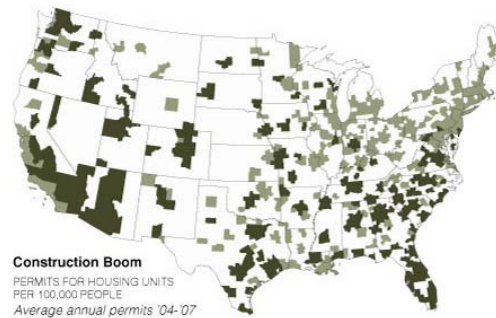 Construction Boom
PERMITS FOR HOUSING UNITS
PER 100,000 PEOPLE
Average annual permits '04-'07